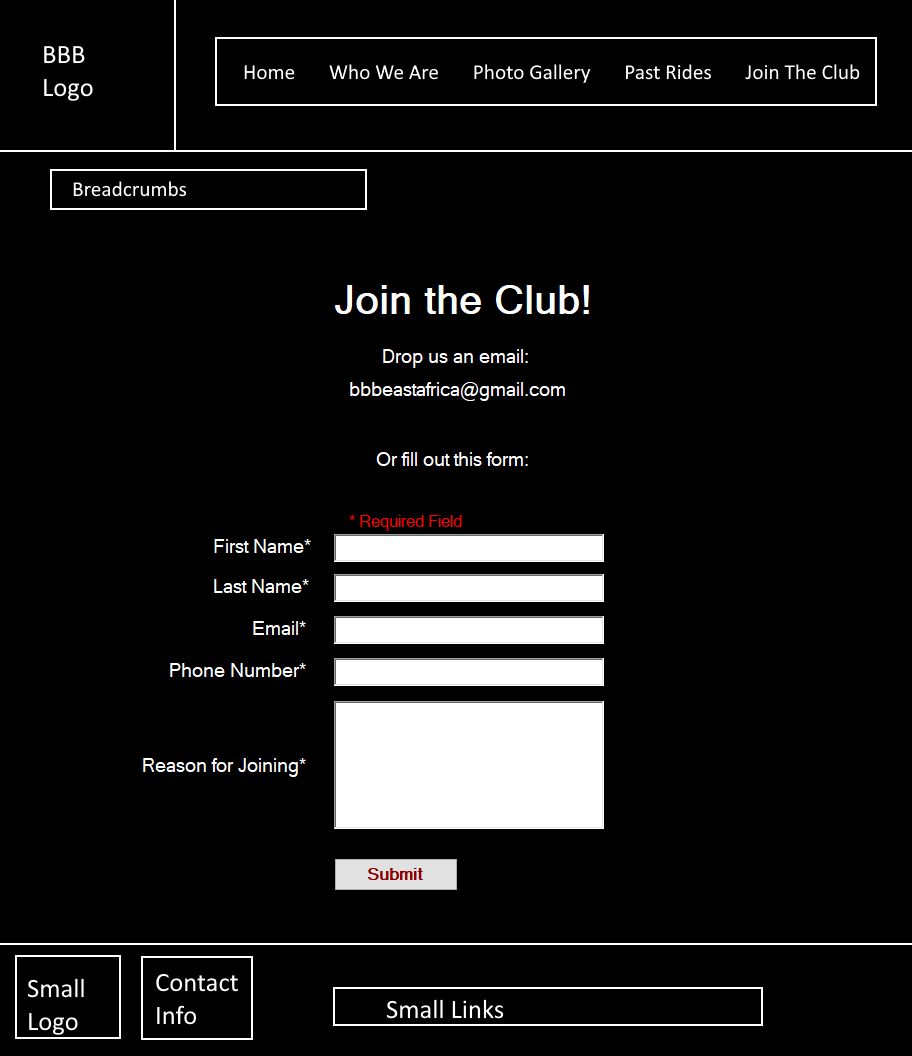 BBB
Logo
Home Who We Are Photo Gallery Past Rides Join The Club
Breadcrumbs
Join the Club!
Drop us an email:
bbbeastafrica@gmail.com
Or fill out this form:
* Required Field
First Name*
Last Name*
Email*
Phone Number*
Reason for Joining*
Submit
Small
Logo
Contact
Info
Small Links